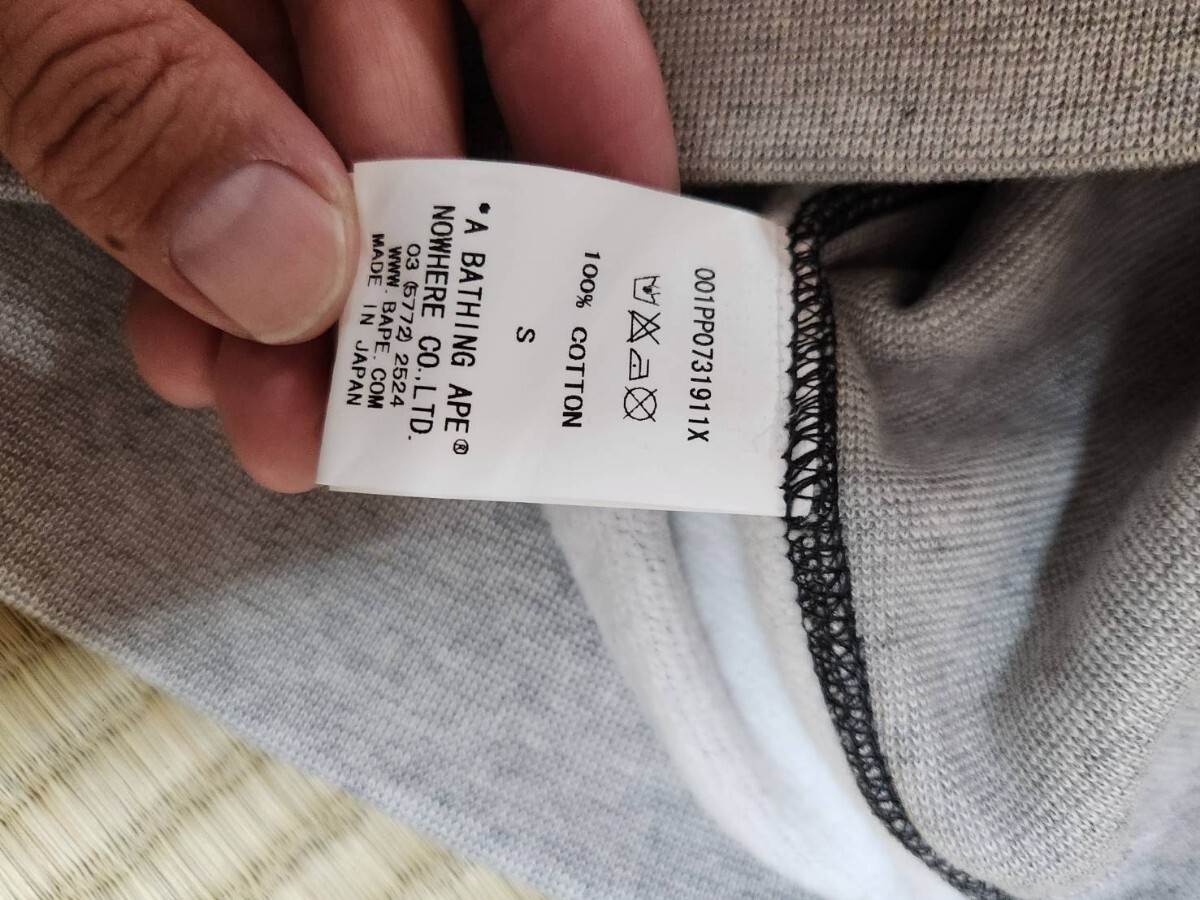 001PP0731911X
100% COTTON
S
*A BATHING APE®
NOWHERE CO.,LTD.
03 (5772) 2524
WWW.BAPE.COM
MADE IN JAPAN